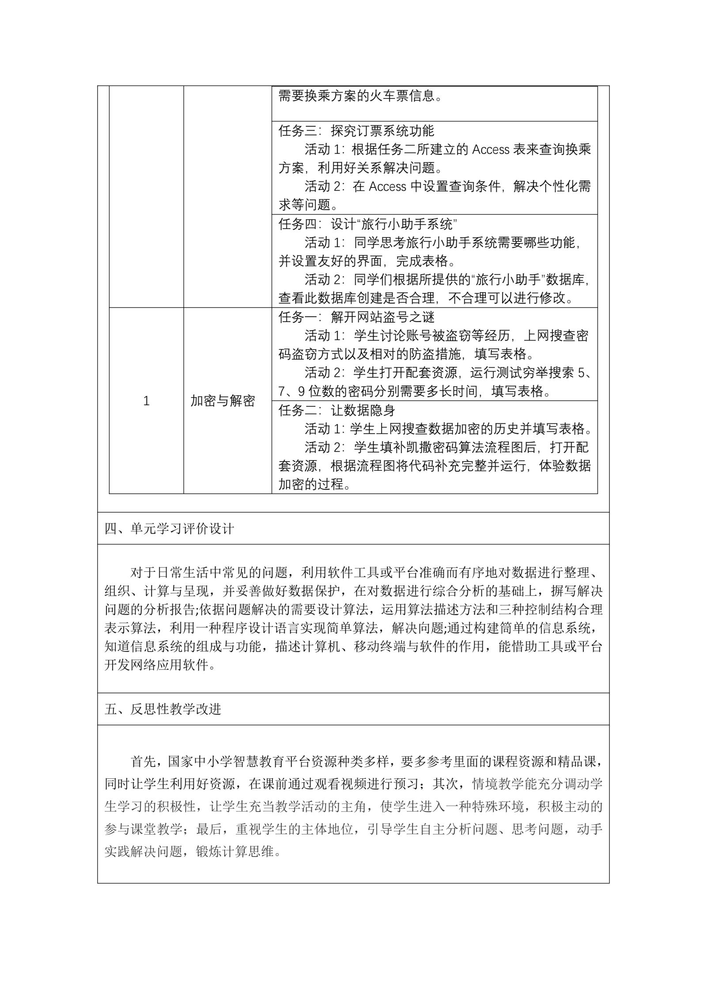 需要换乘方案的火车票信息。
任务三：探究订票系统功能
活动 1：根据任务二所建立的 Access 表来查询换乘
方案，利用好关系解决问题。
活动 2：在 Access 中设置查询条件，解决个性化需
求等问题。
任务四：设计“旅行小助手系统”
活动 1：同学思考旅行小助手系统需要哪些功能，
并设置友好的界面，完成表格。
活动 2：同学们根据所提供的“旅行小助手”数据库，
查看此数据库创建是否合理，不合理可以进行修改。
1
加密与解密
任务一：解开网站盗号之谜
活动 1：学生讨论账号被盗窃等经历，上网搜查密
码盗窃方式以及相对的防盗措施，填写表格。
活动 2：学生打开配套资源，运行测试穷举搜索 5、
7、9 位数的密码分别需要多长时间，填写表格。
任务二：让数据隐身
活动 1：学生上网搜查数据加密的历史并填写表格。
活动 2：学生填补凯撒密码算法流程图后，打开配
套资源，根据流程图将代码补充完整并运行，体验数据
加密的过程。
四、单元学习评价设计
对于日常生活中常见的问题，利用软件工具或平台准确而有序地对数据进行整理、
组织、计算与呈现，并妥善做好数据保护，在对数据进行综合分析的基础上，摒写解决
问题的分析报告;依据问题解决的需要设计算法，运用算法描述方法和三种控制结构合理
表示算法，利用一种程序设计语言实现简单算法，解决向题;通过构建筒单的信息系统，
知道信息系统的组成与功能，描述计算机、移动终端与软件的作用，能惜助工具或平台
开发网络应用软件。
五、反思性教学改进
首先，国家中小学智慧教育平台资源种类多样，要多参考里面的课程资源和精品课，
同时让学生利用好资源，在课前通过观看视频进行预习；其次，情境教学能充分调动学
生学习的积极性，让学生充当教学活动的主角，使学生进入一种特殊环境，积极主动的
参与课堂教学；最后，重视学生的主体地位，引导学生自主分析问题、思考问题，动手
实践解决问题，锻炼计算思维。